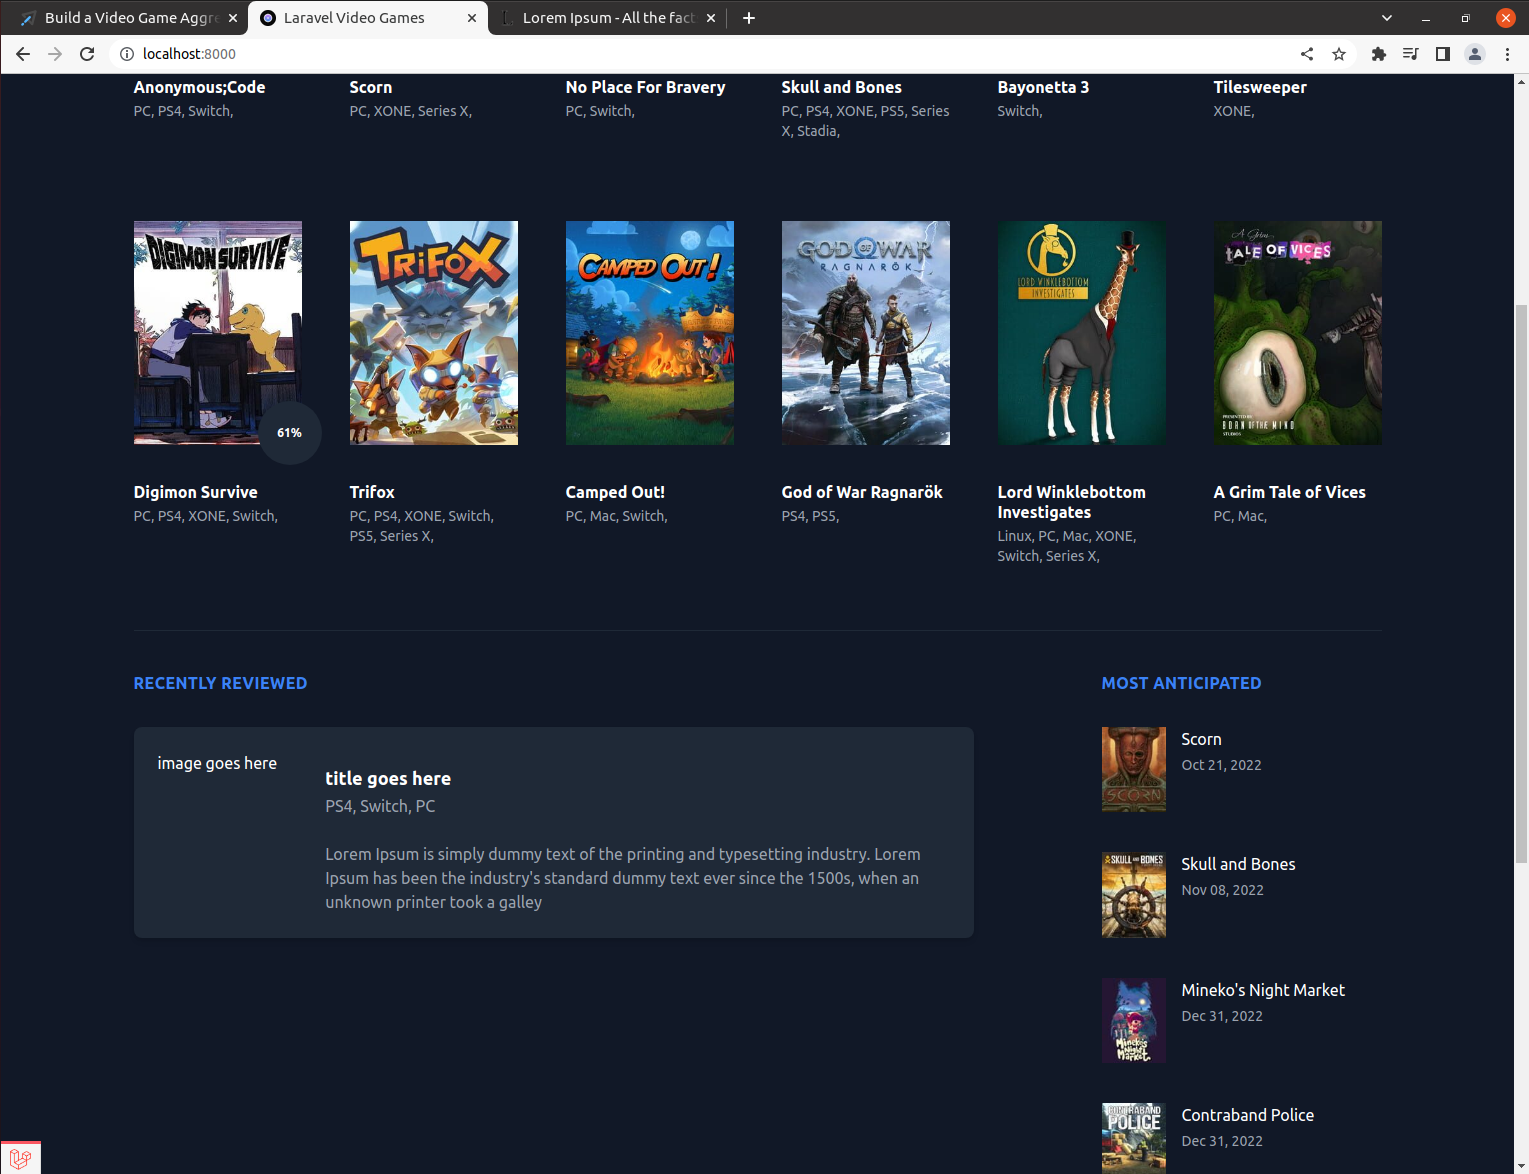 Build a Video Game Aggre
Laravel Video Games
Lorem Ipsum - All the fact
localhost:8000
Anonymous;Code
PC, PS4, Switch,
Scorn
PC, XONE, Series X,
No Place For Bravery
PC, Switch,
Skull and Bones
PC, PS4, XONE, PS5, Series
X, Stadia,
Bayonetta 3
Switch,
Tilesweeper
XONE,
DIGIMON SURVIVE
61%
TRIFOX
CAMPED OUT!
GOD OF WAR
RAGNARÖK
LORD WINKLEBOTTOM
INVESTIGATES
A Grim
TALE OF VICES
PRESENTED BY
BORN OF THE MIND
STUDIOS
Digimon Survive
PC, PS4, XONE, Switch,
Trifox
PC, PS4, XONE, Switch,
PS5, Series X,
Camped Out!
PC, Mac, Switch,
God of War Ragnarök
PS4, PS5,
Lord Winklebottom
Investigates
Linux, PC, Mac, XONE,
Switch, Series X,
A Grim Tale of Vices
PC, Mac,
RECENTLY REVIEWED
image goes here
title goes here
PS4, Switch, PC
Lorem Ipsum is simply dummy text of the printing and typesetting industry. Lorem
Ipsum has been the industry's standard dummy text ever since the 1500s, when an
unknown printer took a galley
MOST ANTICIPATED
SCORN
Scorn
Oct 21, 2022
SKULL AND BONES
Skull and Bones
Nov 08, 2022
Mineko's
Night
Market
Mineko's Night Market
Dec 31, 2022
CONTRABAND
POLICE
Contraband Police
Dec 31, 2022